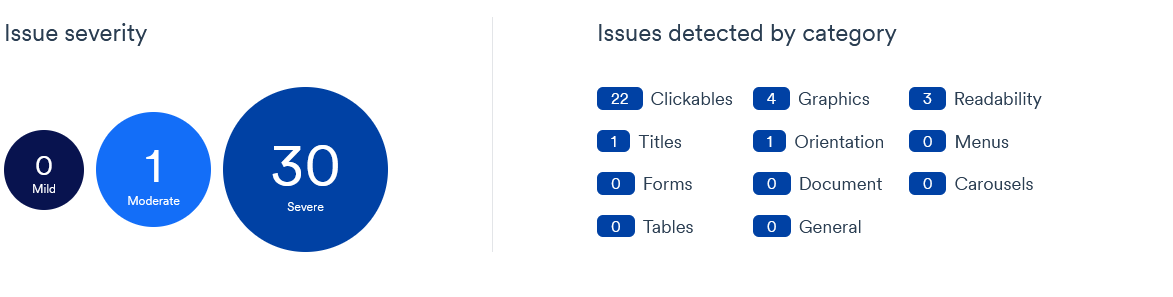 Issue severity
0
Mild
1
Moderate
30
Severe
Issues detected by category
22 Clickables 4 Graphics 3 Readability
1 Titles 1 Orientation 0 Menus
0 Forms 0 Document 0 Carousels
0 Tables 0 General